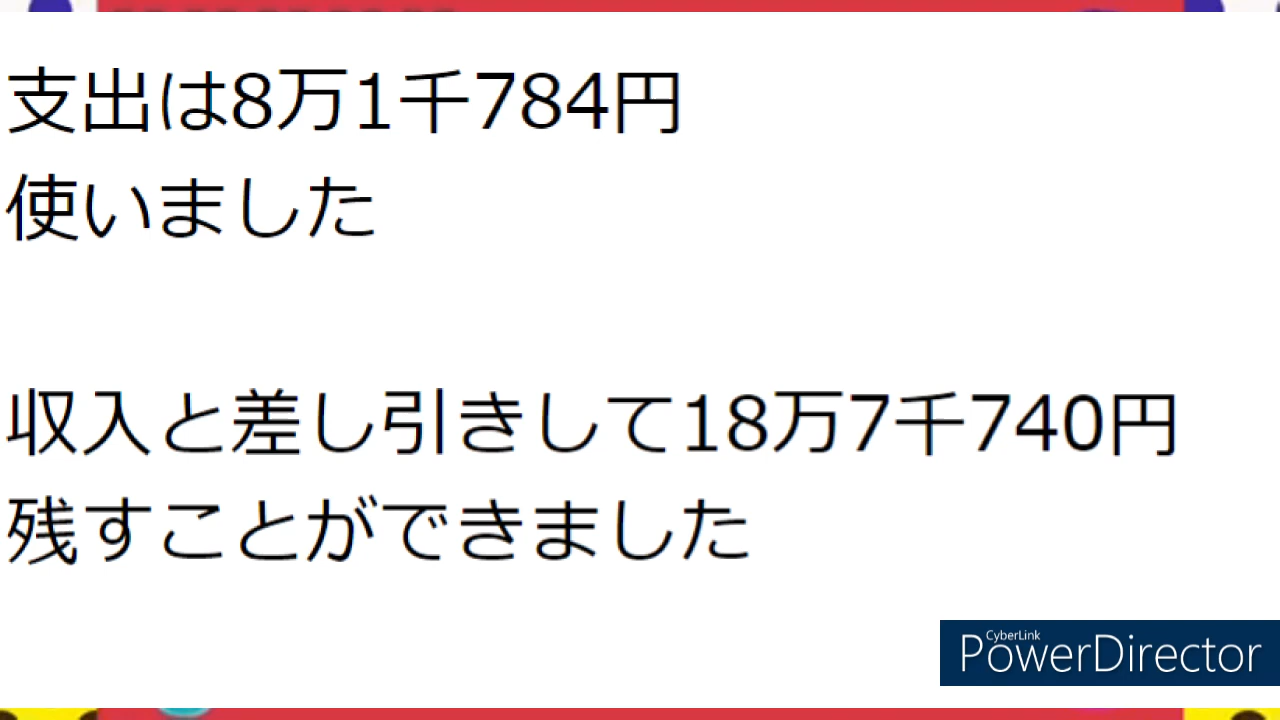 支出は8万1千784円
使いました
収入と差し引きして18万7千740円
残すことができました
CyberLink
PowerDirector